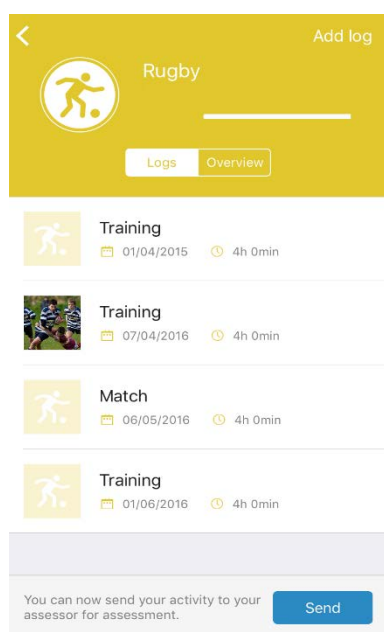 Add log
Rugby
Logs Overview
Training
01/04/2015 4h 0min
Training
07/04/2016 4h 0min
Match
06/05/2016 4h 0min
Training
01/06/2016 4h 0min
You can now send your activity to your
assessor for assessment.
Send